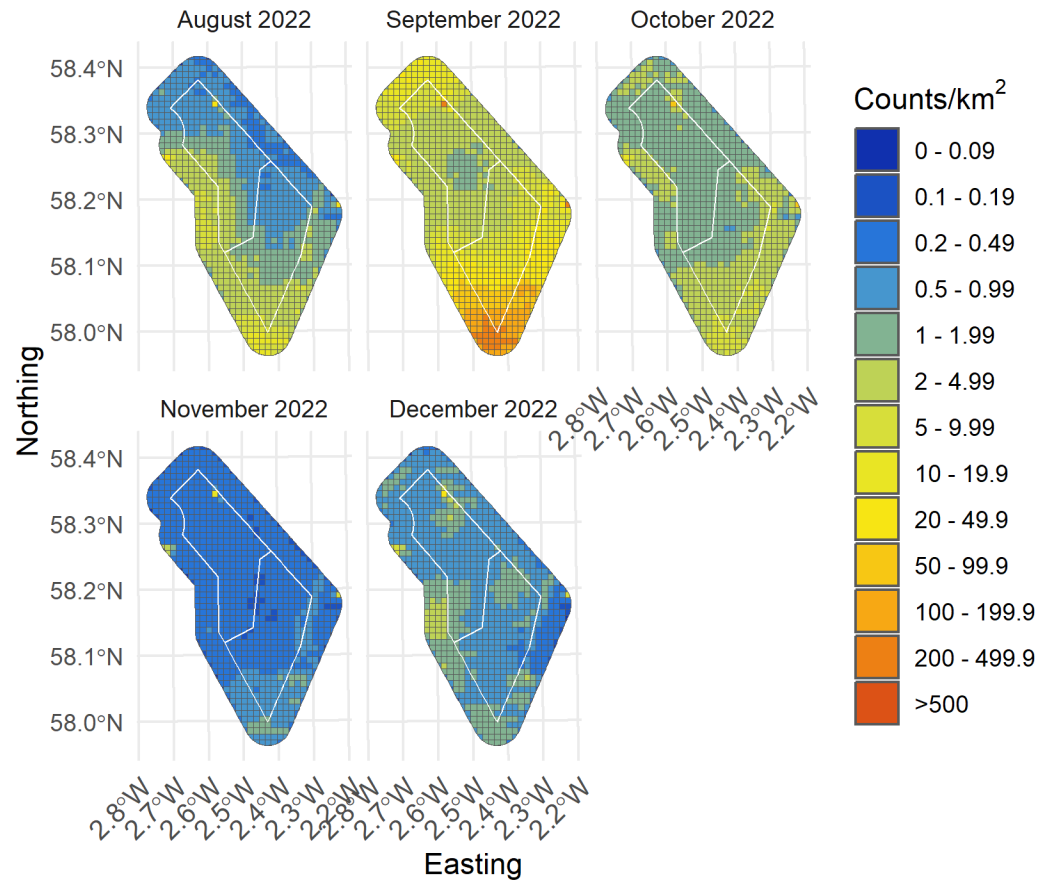 August 2022
September 2022
October 2022
58.4°N
58.3°N
58.2°N
58.1°N
58.0°N
2.8°W
2.7°W
2.6°W
2.5°W
2.4°W
2.3°W
2.2°W
November 2022
December 2022
58.4°N
58.3°N
58.2°N
58.1°N
58.0°N
2.8°W
2.7°W
2.6°W
2.5°W
2.4°W
2.3°W
2.2°W
2.8°W
2.7°W
2.6°W
2.5°W
2.4°W
2.3°W
2.2°W
Northing
Easting
Counts/km²
0 - 0.09
0.1 - 0.19
0.2 - 0.49
0.5 - 0.99
1 - 1.99
2 - 4.99
5 - 9.99
10 - 19.9
20 - 49.9
50 - 99.9
100 - 199.9
200 - 499.9
>500